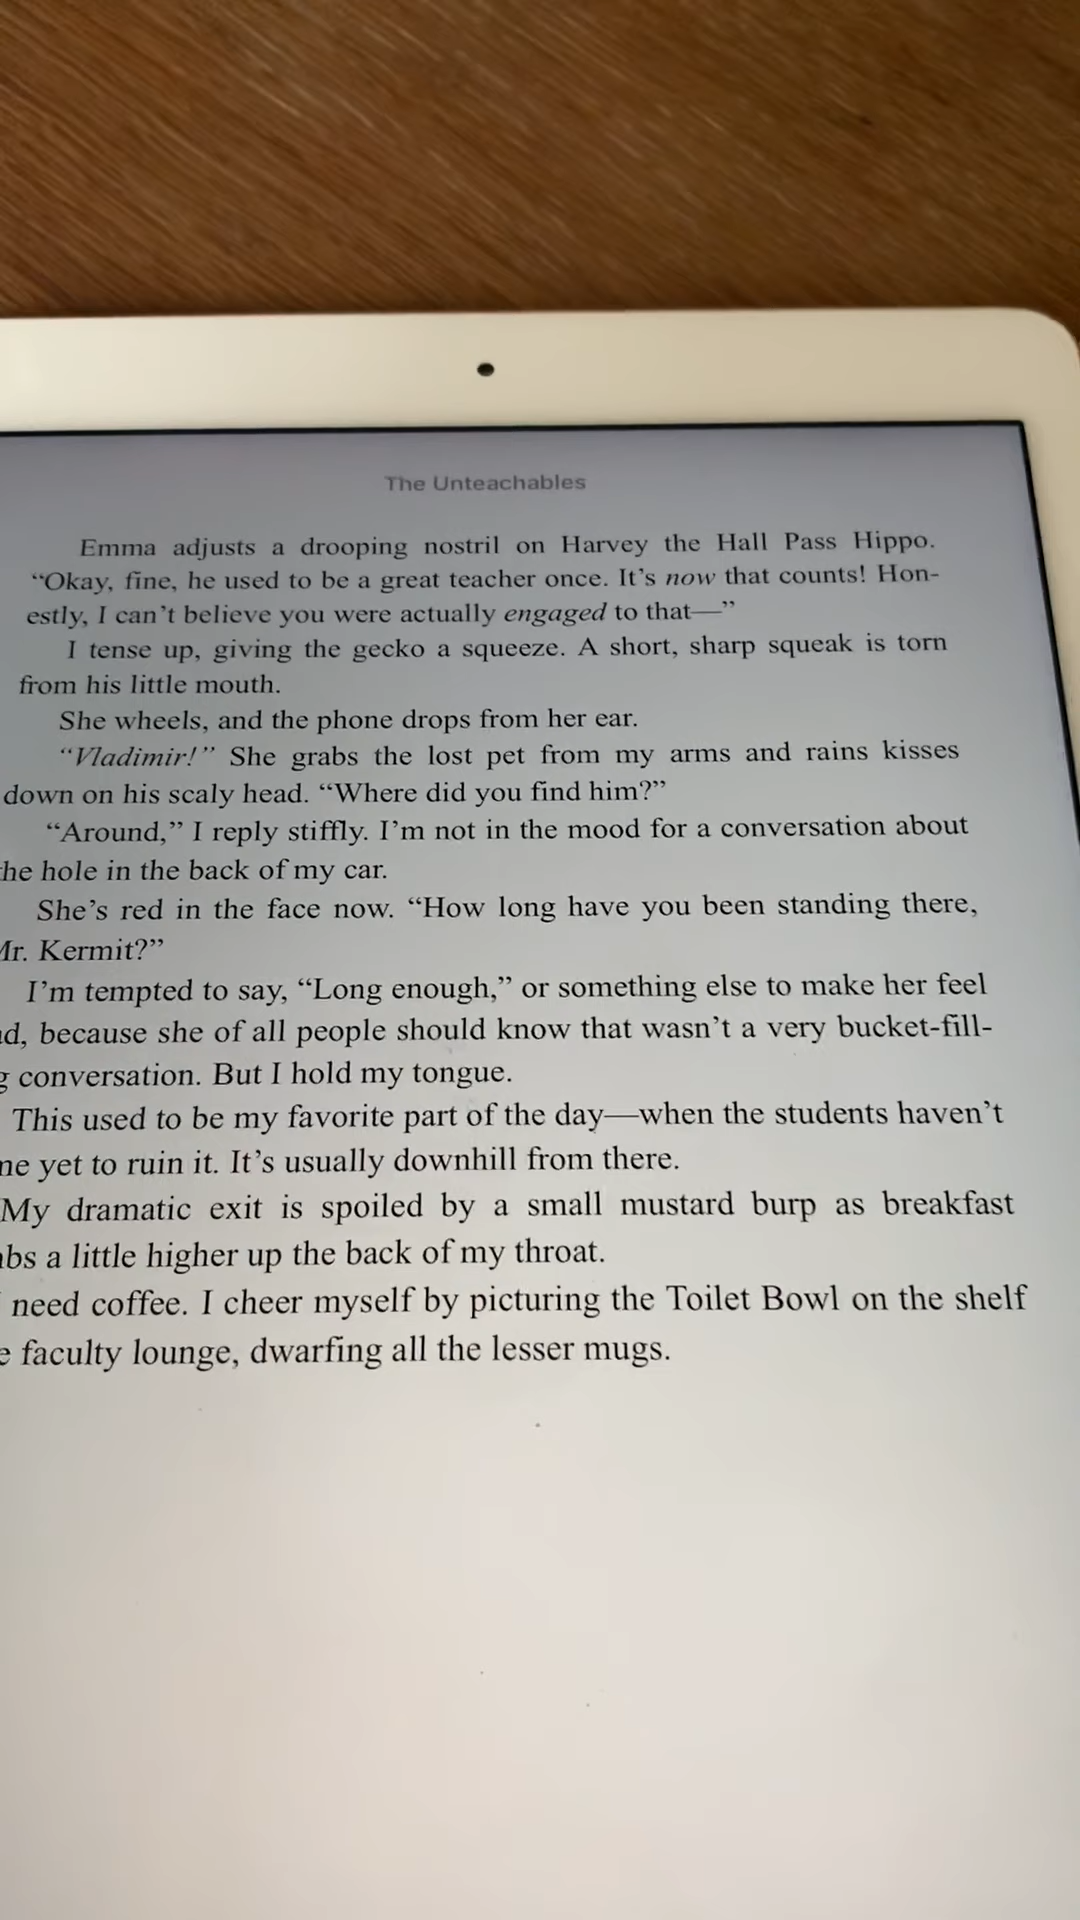 The Unteachables
Emma adjusts a drooping nostril on Harvey the Hall Pass Hippo.
“Okay, fine, he used to be a great teacher once. It’s now that counts! Hon-
estly, I can’t believe you were actually engaged to that—”
I tense up, giving the gecko a squeeze. A short, sharp squeak is torn
from his little mouth.
She wheels, and the phone drops from her ear.
“Vladimir!” She grabs the lost pet from my arms and rains kisses
down on his scaly head. “Where did you find him?”
“Around,” I reply stiffly. I’m not in the mood for a conversation about
he hole in the back of my car.
She’s red in the face now. “How long have you been standing there,
Mr. Kermit?”
I’m tempted to say, “Long enough,” or something else to make her feel
d, because she of all people should know that wasn’t a very bucket-fill-
g conversation. But I hold my tongue.
This used to be my favorite part of the day—when the students haven’t
me yet to ruin it. It’s usually downhill from there.
My dramatic exit is spoiled by a small mustard burp as breakfast
bs a little higher up the back of my throat.
need coffee. I cheer myself by picturing the Toilet Bowl on the shelf
e faculty lounge, dwarfing all the lesser mugs.